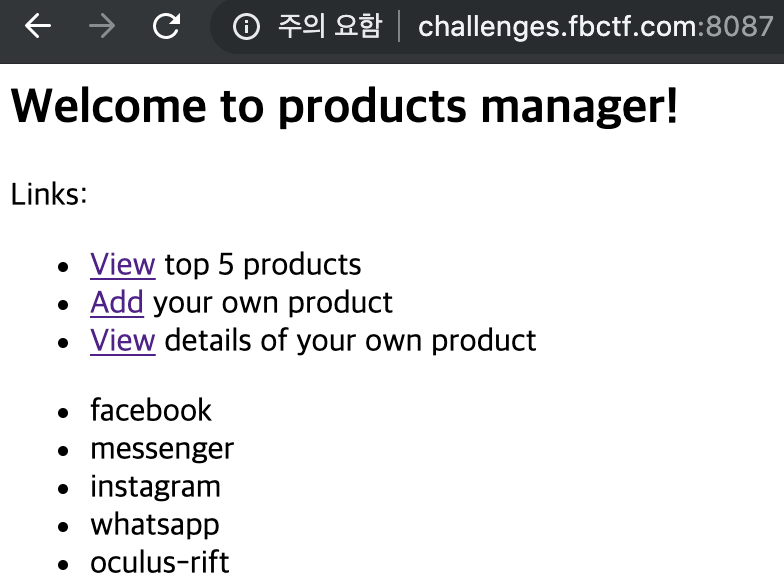 주의 요함 challenges.fbctf.com:8087
Welcome to products manager!
Links:
View top 5 products
Add your own product
View details of your own product
facebook
messenger
instagram
whatsapp
oculus-rift